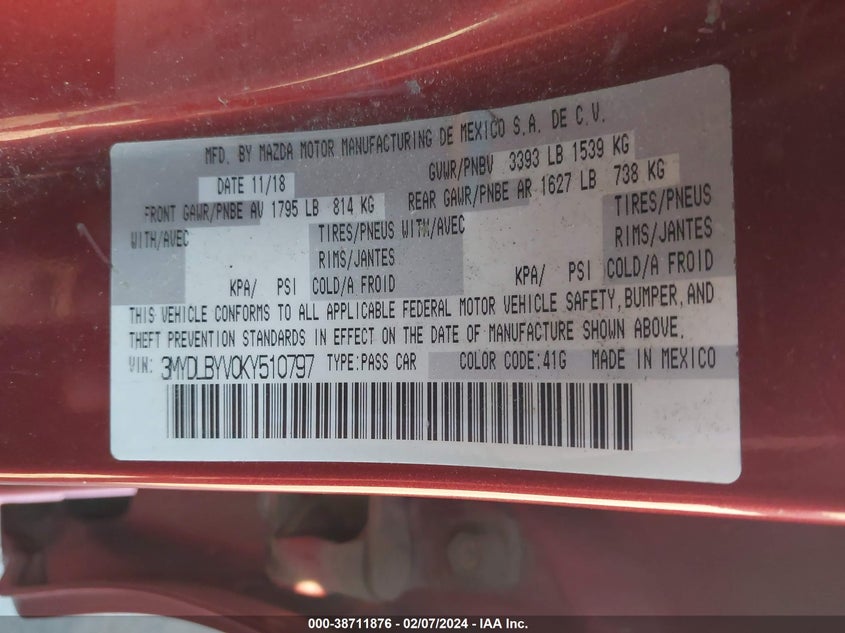 MFD. BY MAZDA MOTOR MANUFACTURING DE MEXICO S.A. DE C.V.
DATE 11/18 GVWR/PNBV 3393 LB 1539 KG
FRONT GAWR/PNBE AV 1795 LB 814 KG REAR GAWR/PNBE AR 1627 LB 738 KG
WITH/AVEC TIRES/PNEUS WITH/AVEC TIRES/PNEUS
RIMS/JANTES RIMS/JANTES
KPA/ PSI COLD/A FROID KPA/ PSI COLD/A FROID
THIS VEHICLE CONFORMS TO ALL APPLICABLE FEDERAL MOTOR VEHICLE SAFETY, BUMPER, AND
THEFT PREVENTION STANDARDS IN EFFECT ON THE DATE OF MANUFACTURE SHOWN ABOVE.
VIN: 3MYDLBYV0KY510797 TYPE:PASS CAR COLOR CODE:41G MADE IN MEXICO
000-38711876 - 02/07/2024 - IAA Inc.